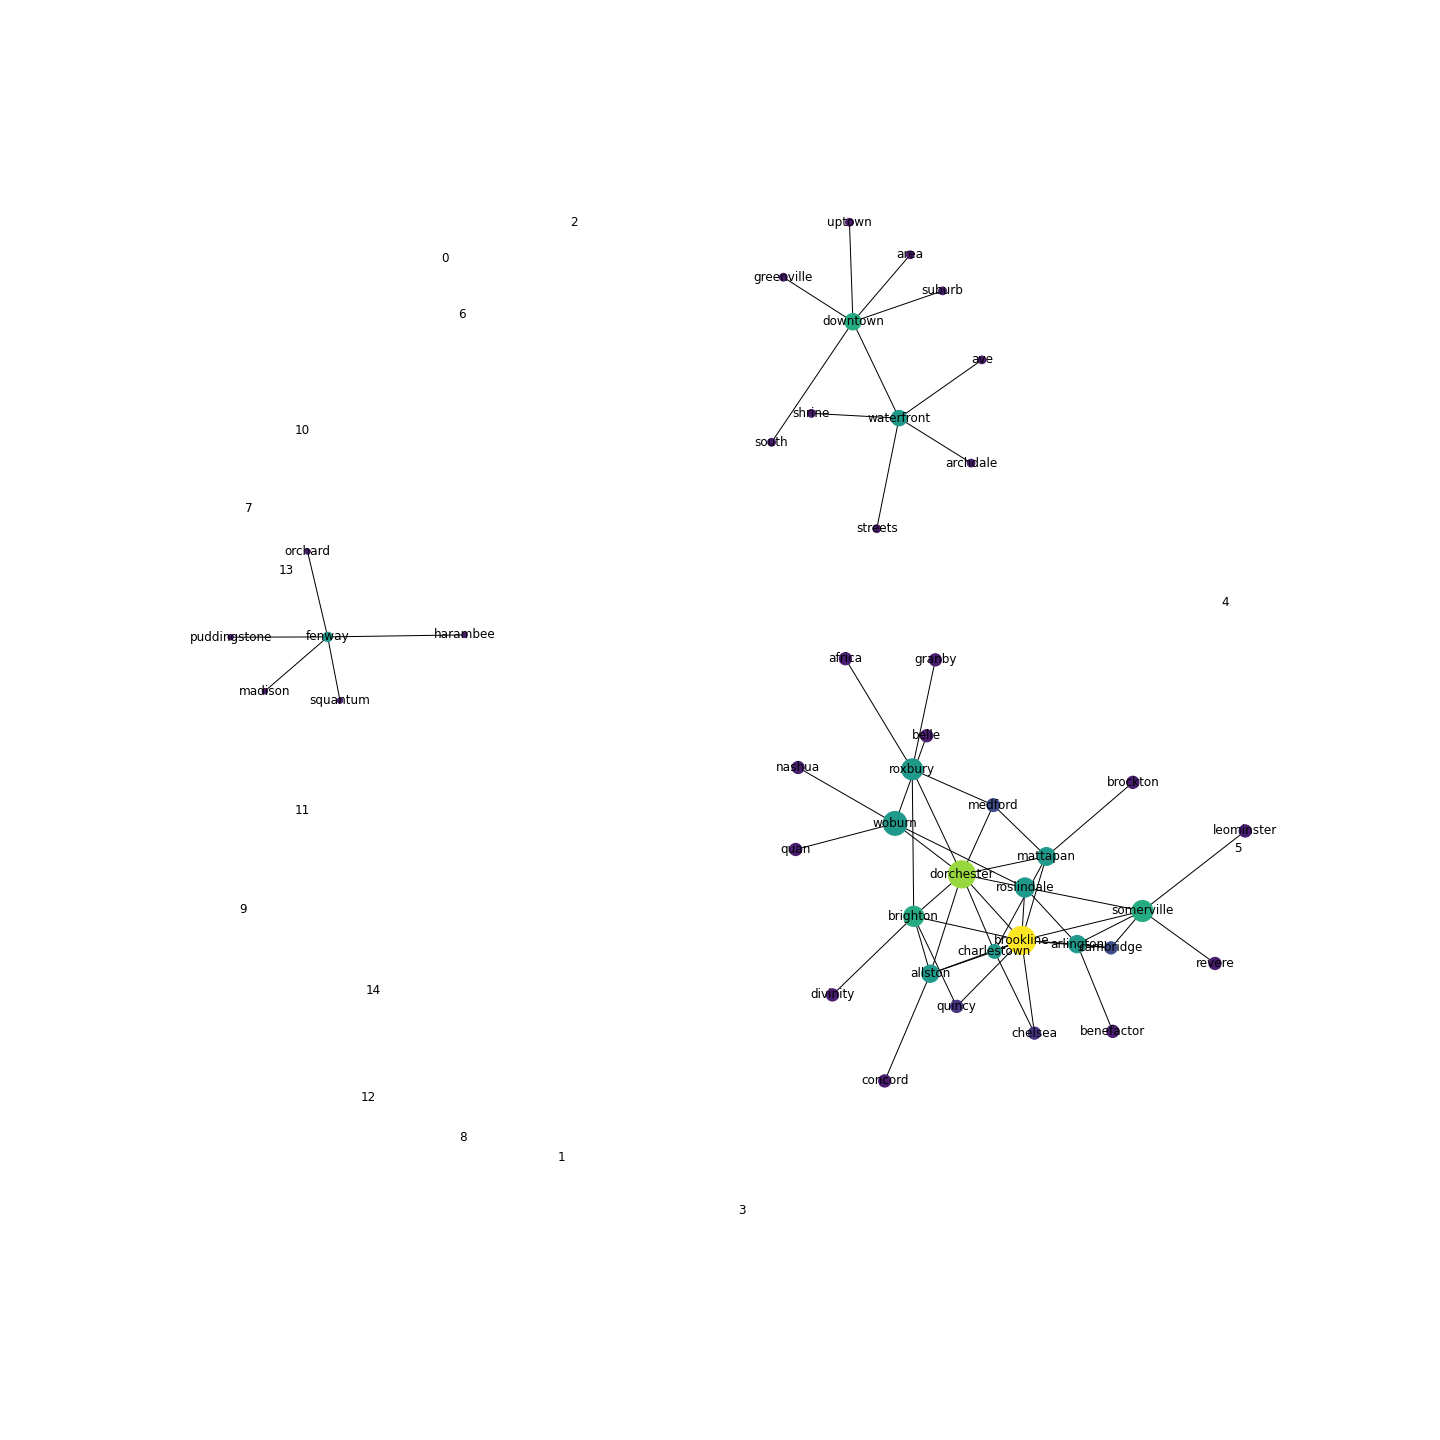 2
uptown
0
area
greenville
suburb
6
downtown
ave
shrine
waterfront
10
south
archdale
7
streets
orchard
13
4
puddingstone
fenway
harambee
madison
squantum
africa
granby
belle
nashua
roxbury
brockton
11
medford
woburn
leominster
quan
5
mattapan
dorchester
roslindale
9
brighton
somerville
brookline
arlington
cambridge
charlestown
revere
allston
14
divinity
quincy
chelsea
benefactor
concord
12
8
1
3